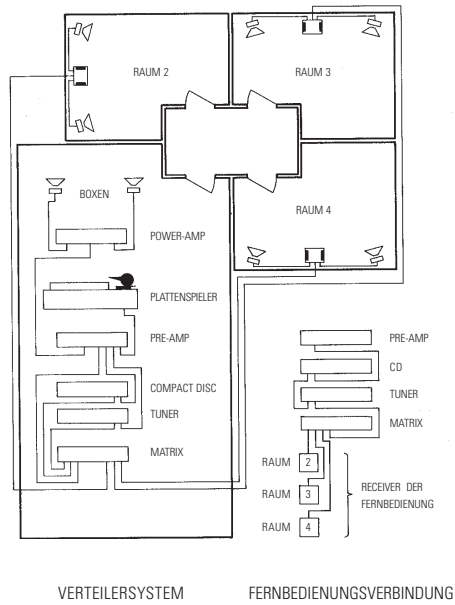 RAUM 2
RAUM 3
RAUM 4
BOXEN
POWER-AMP
PLATTENSPIELER
PRE-AMP
COMPACT DISC
TUNER
MATRIX
PRE-AMP
CD
TUNER
MATRIX
RAUM 2
RAUM 3
RAUM 4
RECEIVER DER
FERNBEDIENUNG
VERTEILERSYSTEM
FERNBEDIENUNGSVERBINDUNG